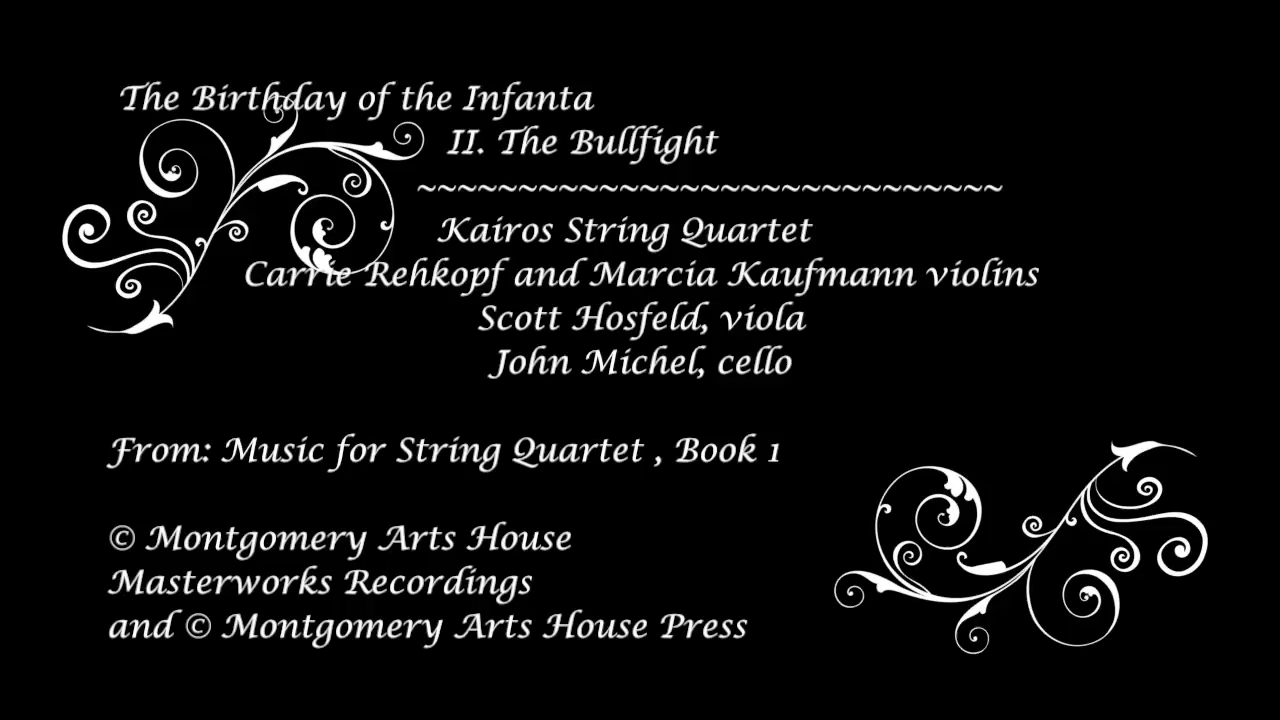 The Birthday of the Infanta
II. The Bullfight
~~~~~~~~~~~~~~~~~~~~~~~~~~~~~~
Kairos String Quartet
Carrie Rehkopf and Marcia Kaufmann violins
Scott Hosfeld, viola
John Michel, cello
From: Music for String Quartet , Book 1
© Montgomery Arts House
Masterworks Recordings
and © Montgomery Arts House Press